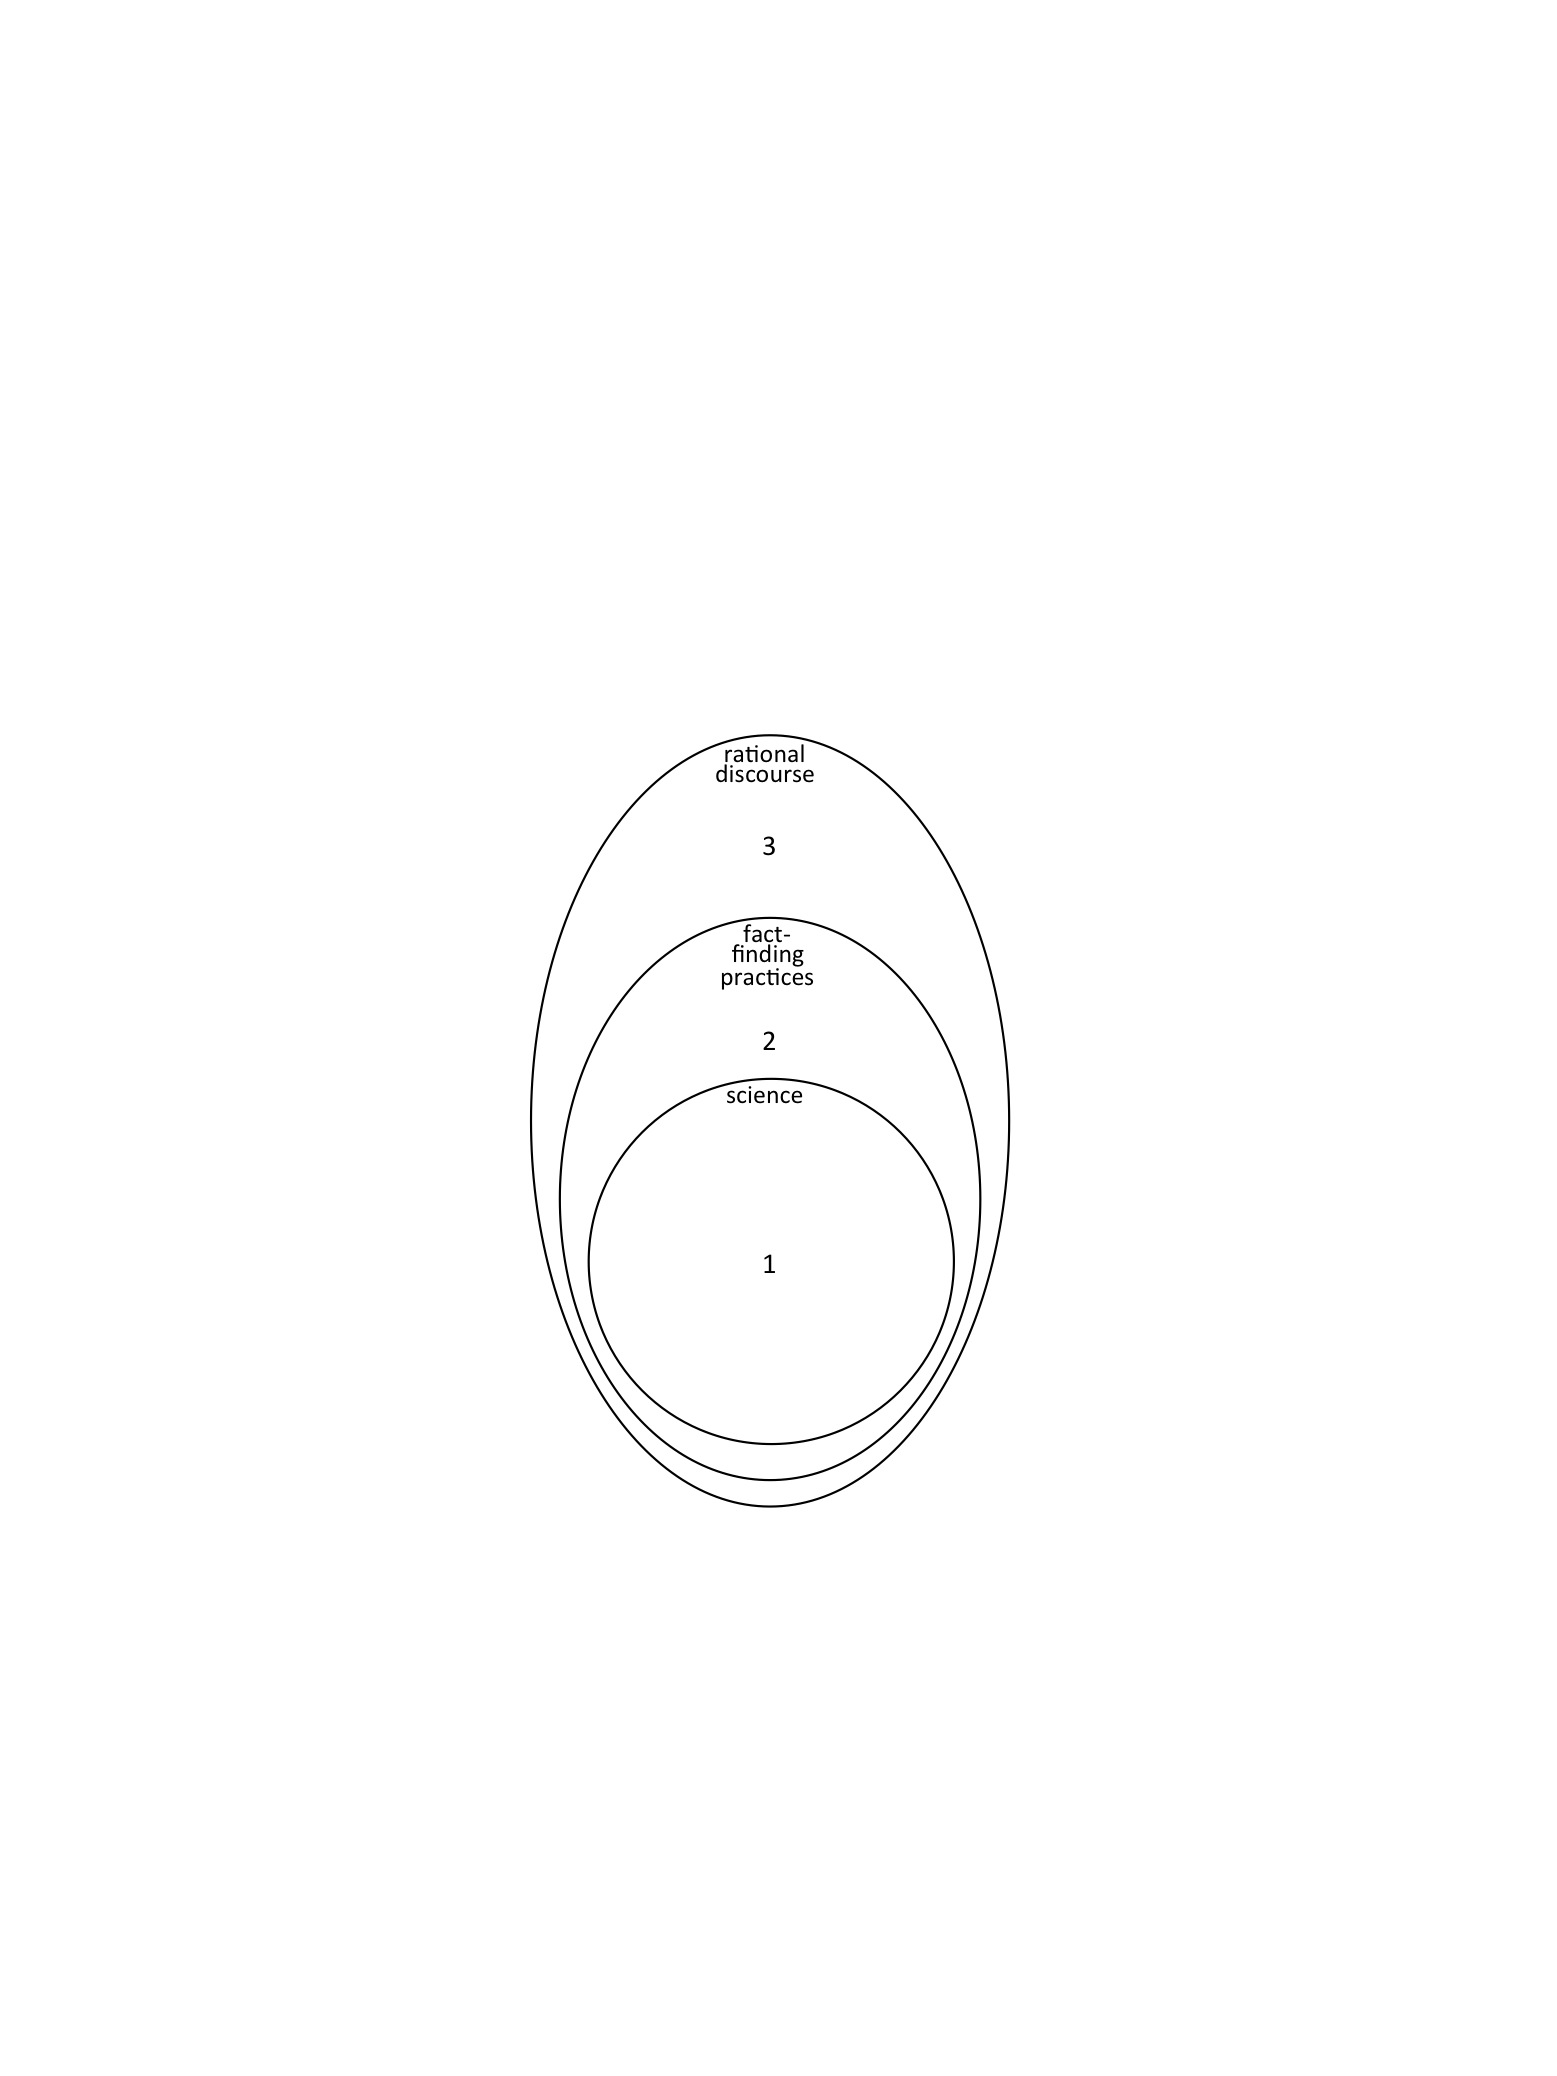 rational
discourse
3
fact-
finding
practices
2
science
1